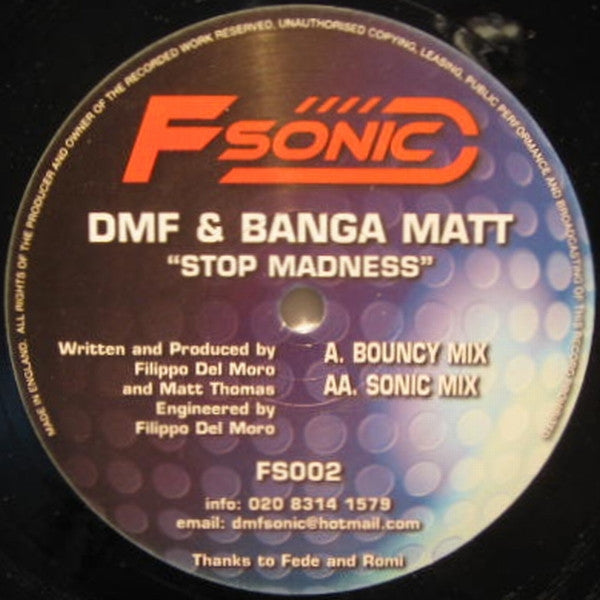 MADE IN ENGLAND. ALL RIGHTS OF THE PRODUCER AND OWNER OF THE RECORDED WORK RESERVED. UNAUTHORISED COPYING, LEASING, PUBLIC PERFORMANCE AND BROADCASTING OF THIS RECORD
FSONIC
DMF & BANGA MATT
“STOP MADNESS”
Written and Produced by
Filippo Del Moro
and Matt Thomas
Engineered by
Filippo Del Moro
A. BOUNCY MIX
AA. SONIC MIX
FS002
info: 020 8314 1579
email: dmfsonic@hotmail.com
Thanks to Fede and Romi